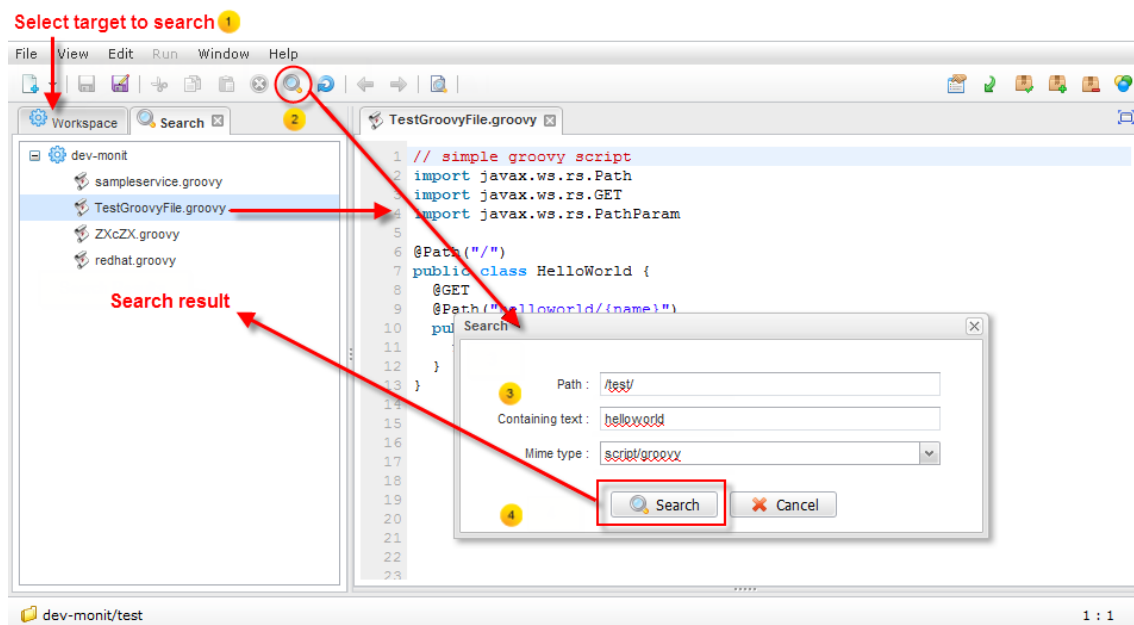 Select target to search 1
File View Edit Run Window Help
Workspace Search 2 TestGroovyFile.groovy
dev-monit
sampleservice.groovy
TestGroovyFile.groovy
ZXcZX.groovy
redhat.groovy
Search result
1 // simple groovy script
2 import javax.ws.rs.Path
3 import javax.ws.rs.GET
4 import javax.ws.rs.PathParam
5
6 @Path("/")
7 public class HelloWorld {
8 @GET
9 @Path("helloworld/{name}")
10 pu
11
12 }
13 }
14
15
16
17
18
19
20
21
22
23
Search
3 Path : /test/
Containing text : helloworld
Mime type : script/groovy
4 Search Cancel
dev-monit/test 1 : 1